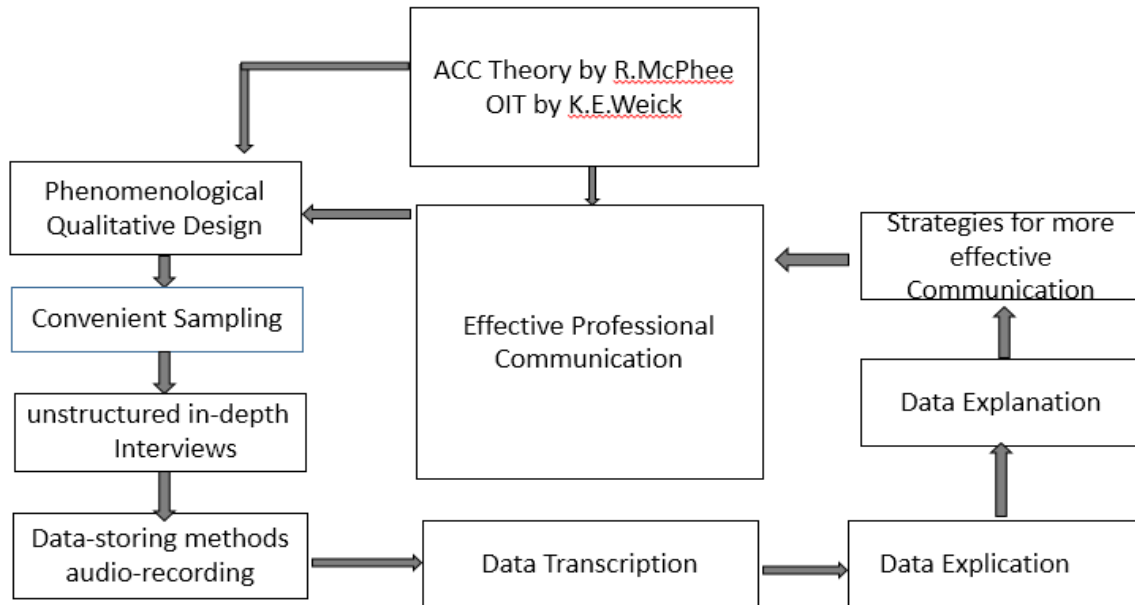 ACC Theory by R.McPhee
OIT by K.E.Weick
Phenomenological
Qualitative Design
Convenient Sampling
unstructured in-depth
Interviews
Data-storing methods
audio-recording
Effective Professional
Communication
Data Transcription
Strategies for more
effective
Communication
Data Explanation
Data Explication